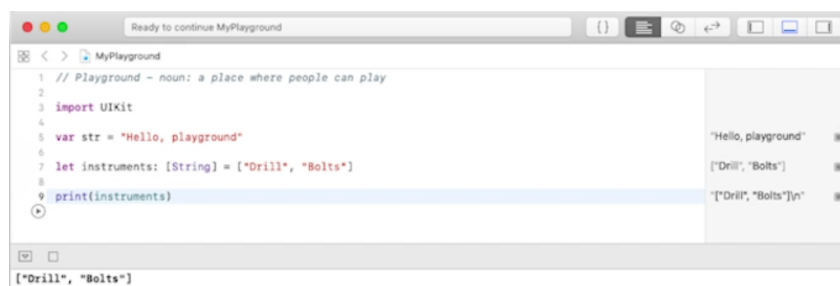 Ready to continue MyPlayground
{ }
MyPlayground
1 // Playground – noun: a place where people can play
2
3 import UIKit
4
5 var str = "Hello, playground" "Hello, playground"
6
7 let instruments: [String] = ["Drill", "Bolts"] ["Drill", "Bolts"]
8
9 print(instruments) "["Drill", "Bolts"]\n"
["Drill", "Bolts"]